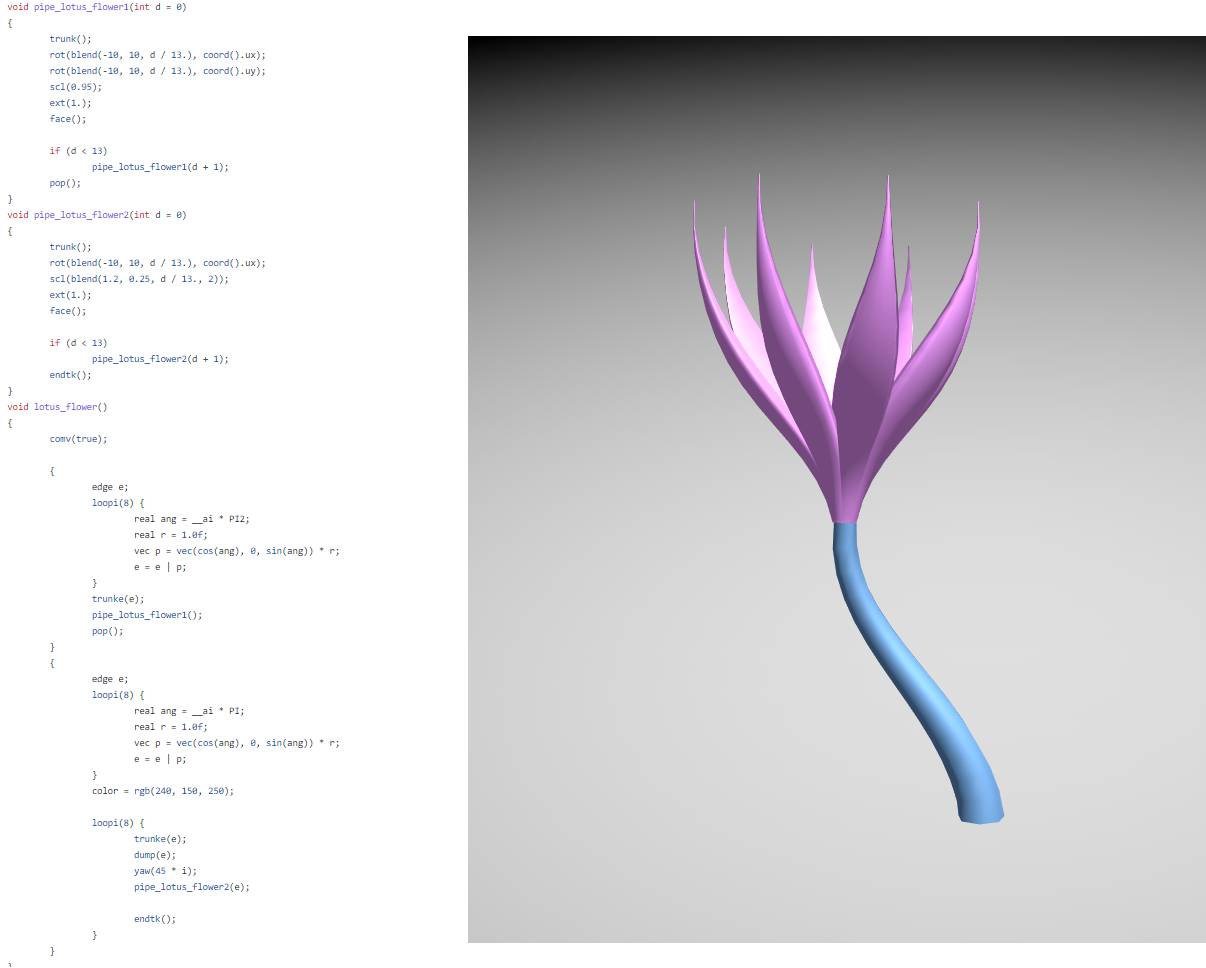 void pipe_lotus_flower1(int d = 0)
{
trunk();
rot(blend(-10, 10, d / 13.), coord().ux);
rot(blend(-10, 10, d / 13.), coord().uy);
scl(0.95);
ext(1.);
face();
if (d < 13)
pipe_lotus_flower1(d + 1);
pop();
}
void pipe_lotus_flower2(int d = 0)
{
trunk();
rot(blend(-10, 10, d / 13.), coord().ux);
scl(blend(1.2, 0.25, d / 13., 2));
ext(1.);
face();
if (d < 13)
pipe_lotus_flower2(d + 1);
endtk();
}
void lotus_flower()
{
comv(true);
{
edge e;
loopi(8) {
real ang = __ai * PI2;
real r = 1.0f;
vec p = vec(cos(ang), 0, sin(ang)) * r;
e = e | p;
}
trunke(e);
pipe_lotus_flower1();
pop();
}
{
edge e;
loopi(8) {
real ang = __ai * PI;
real r = 1.0f;
vec p = vec(cos(ang), 0, sin(ang)) * r;
e = e | p;
}
color = rgb(240, 150, 250);
loopi(8) {
trunke(e);
dump(e);
yaw(45 * i);
pipe_lotus_flower2(e);
endtk();
}
}
}